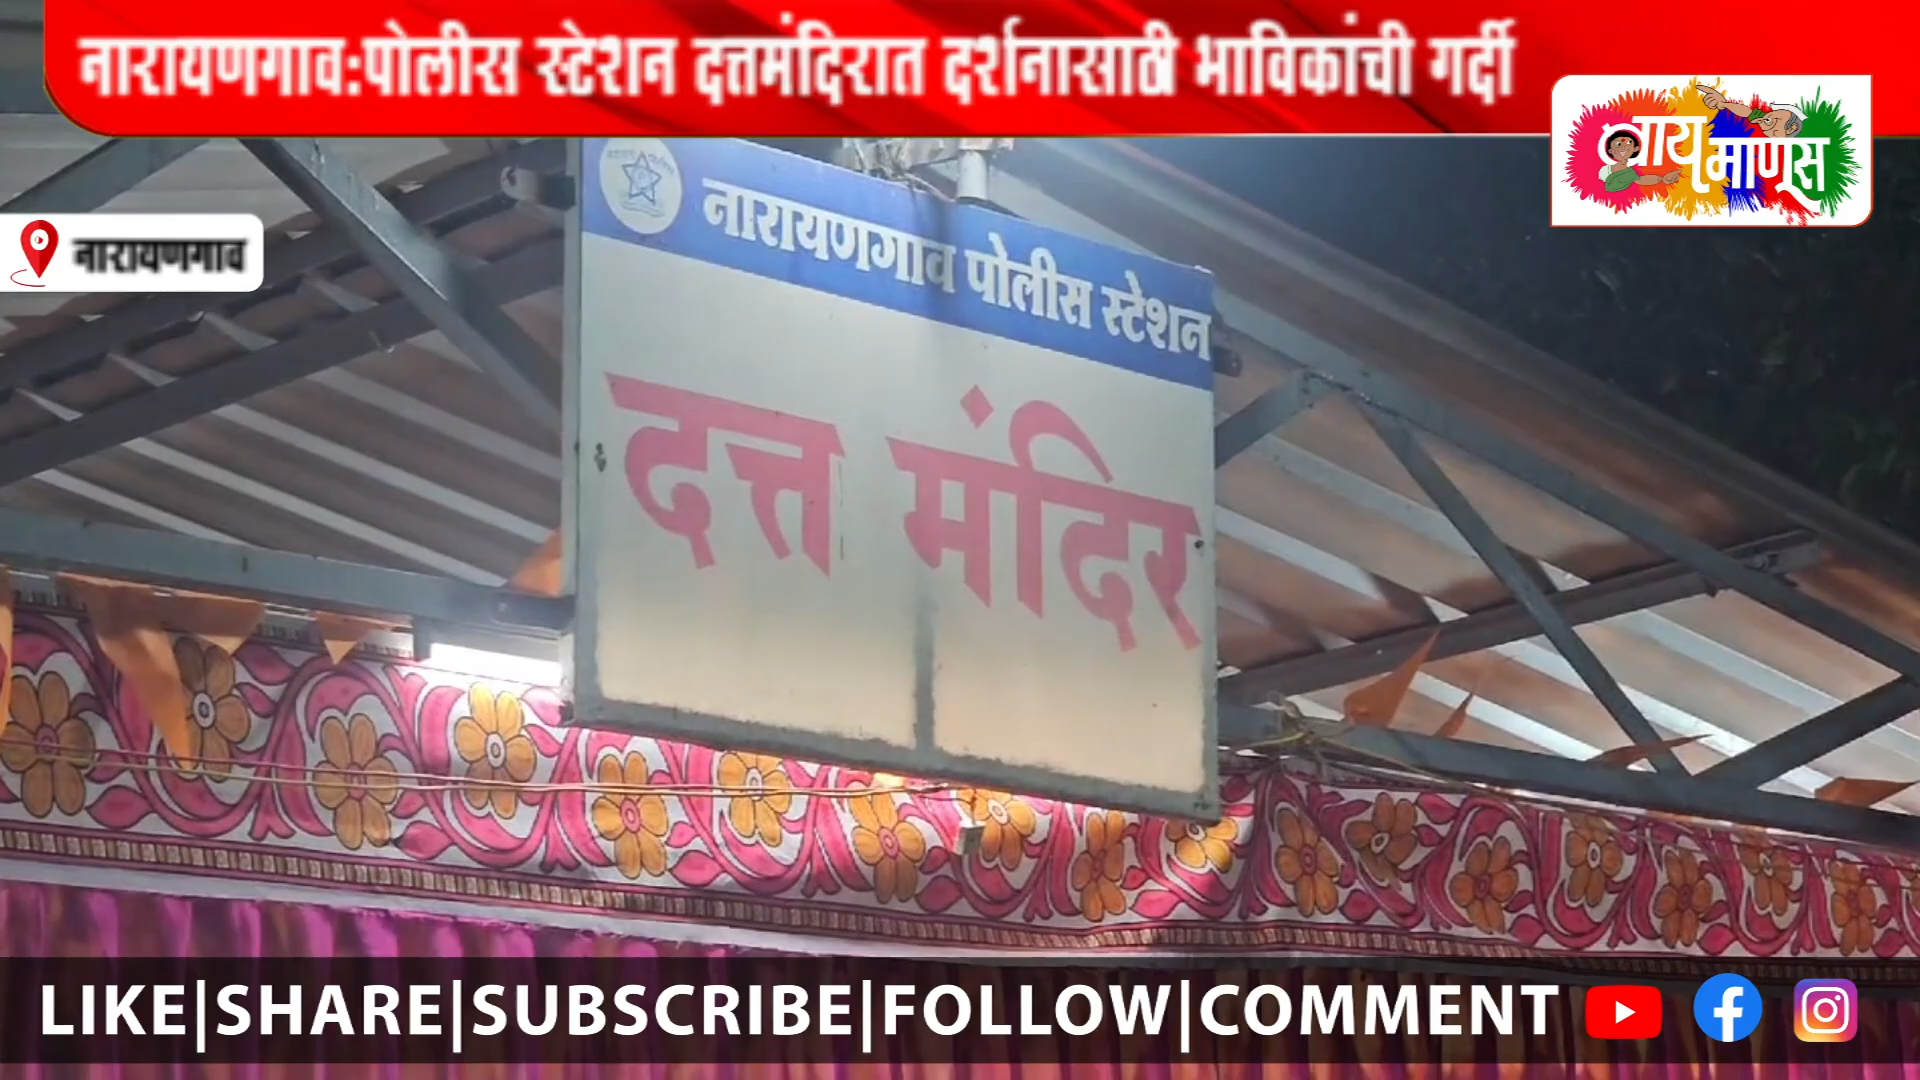 नारायणगाव:पोलीस स्टेशन दत्तमंदिरात दर्शनासाठी भाविकांची गर्दी
माणूस
नारायणगाव
नारायणगाव पोलीस स्टेशन
दत्त मंदिर
LIKE|SHARE|SUBSCRIBE|FOLLOW|COMMENT